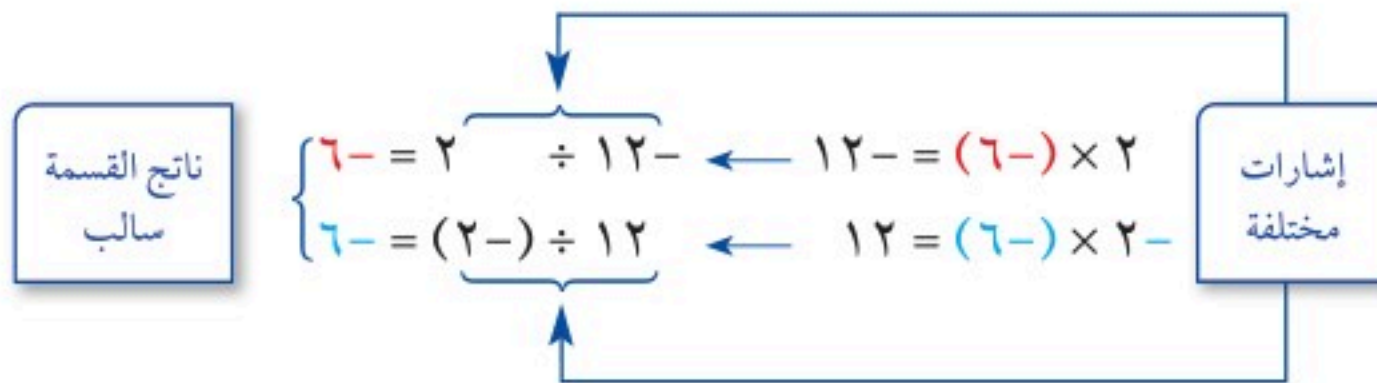 إشارات
مختلفة
٢ × (−٦) = −١٢ ← −١٢ ÷ ٢ = −٦
−٢ × (−٦) = ١٢ ← ١٢ ÷ (−٢) = −٦
ناتج القسمة
سالب